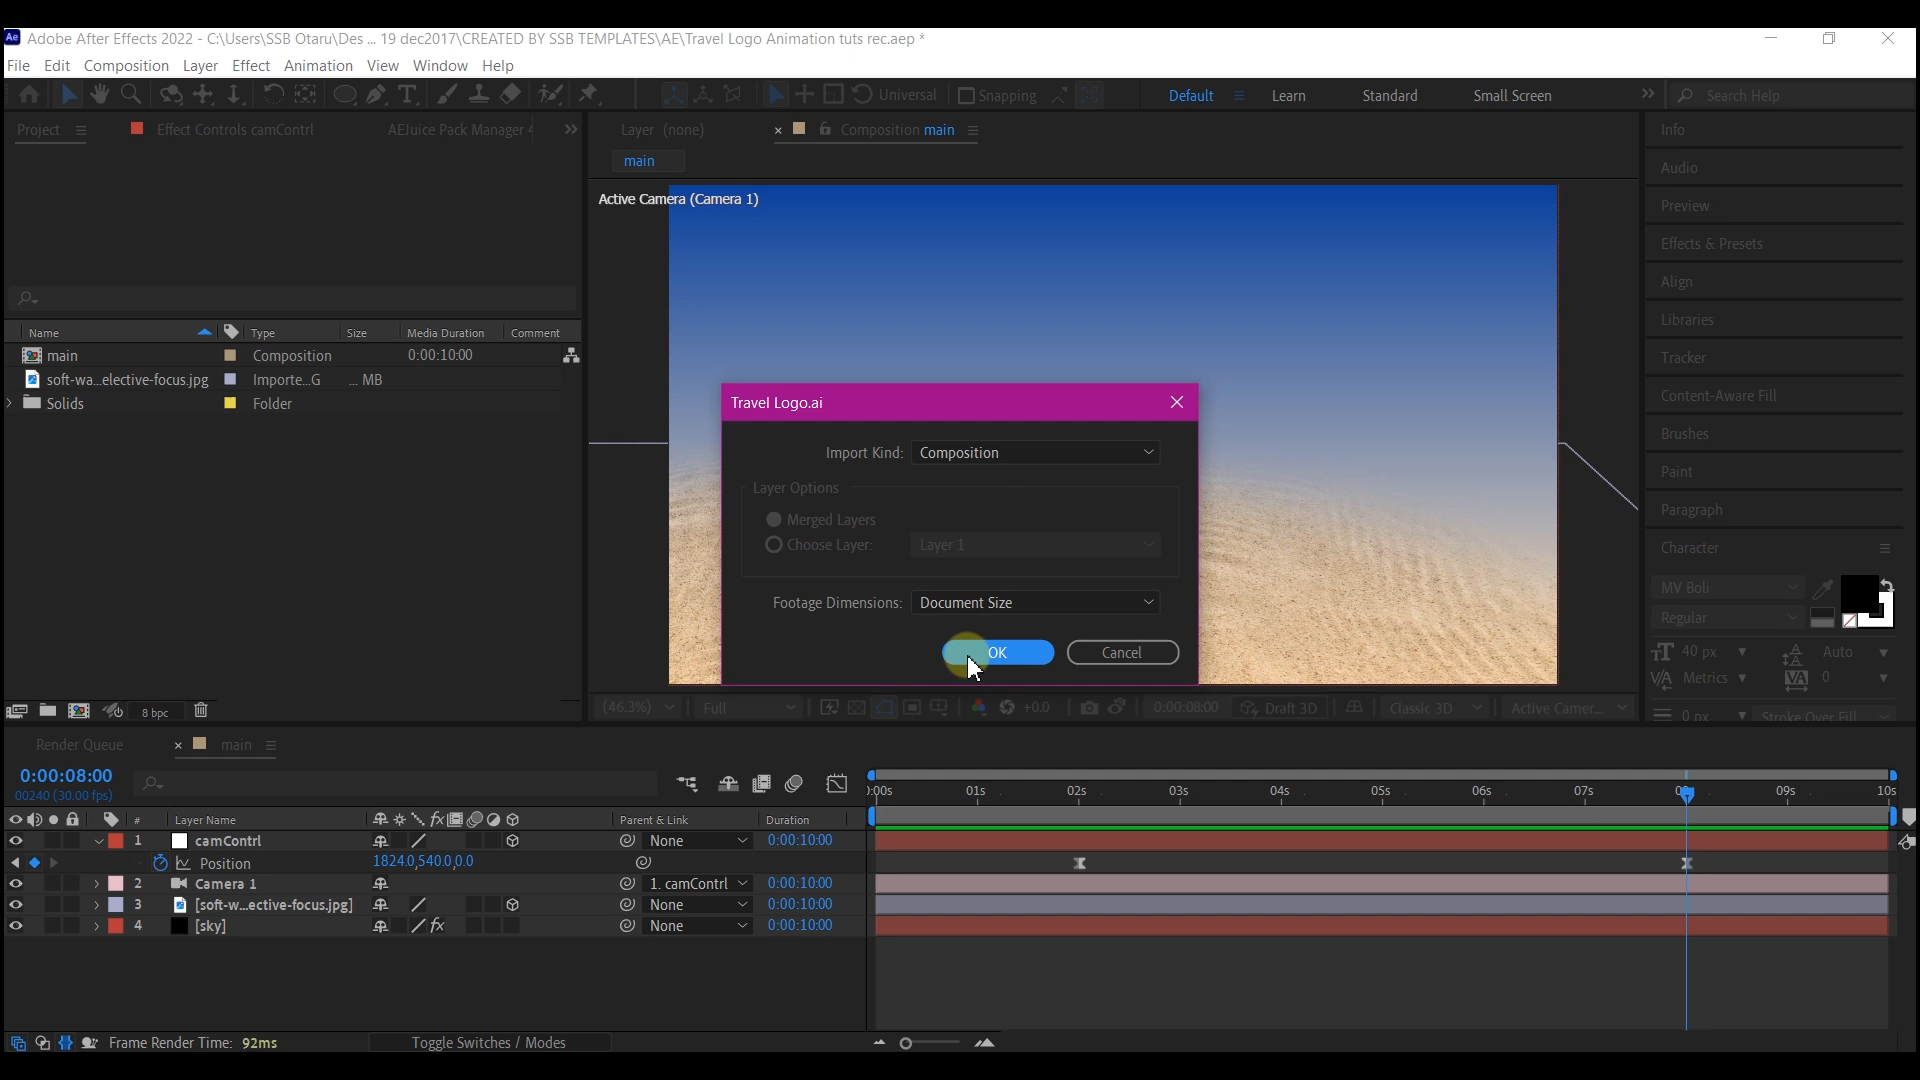 Ae Adobe After Effects 2022 - C:\Users\SSB Otaru\Des ... 19 dec2017\CREATED BY SSB TEMPLATES\AE\Travel Logo Animation tuts rec.aep *
File Edit Composition Layer Effect Animation View Window Help
Universal Snapping Default Learn Standard Small Screen Search Help
Project Effect Controls camContrl AEJuice Pack Manager
Layer (none) Composition main
main
Active Camera (Camera 1)
Name Type Size Media Duration Comment
main Composition 0:00:10:00
soft-wa...elective-focus.jpg Importe...G ... MB
Solids Folder
8 bpc
Travel Logo.ai
Import Kind: Composition
Layer Options
Merged Layers
Choose Layer: Layer 1
Footage Dimensions: Document Size
OK Cancel
(46.3%) Full +0.0 0:00:08:00 Draft 3D Classic 3D Active Camer...
Info
Audio
Preview
Effects & Presets
Align
Libraries
Tracker
Content-Aware Fill
Brushes
Paint
Paragraph
Character
MV Boli
Regular
40 px Auto
Metrics 0
0 px Stroke Over Fill
Render Queue main
0:00:08:00
00240 (30.00 fps)
):00s 01s 02s 03s 04s 05s 06s 07s 09s 10s
# Layer Name Parent & Link Duration
1 camContrl None 0:00:10:00
Position 1824.0,540.0,0.0
2 Camera 1 1. camContrl 0:00:10:00
3 [soft-w...ective-focus.jpg] None 0:00:10:00
4 [sky] None 0:00:10:00
Frame Render Time: 92ms Toggle Switches / Modes